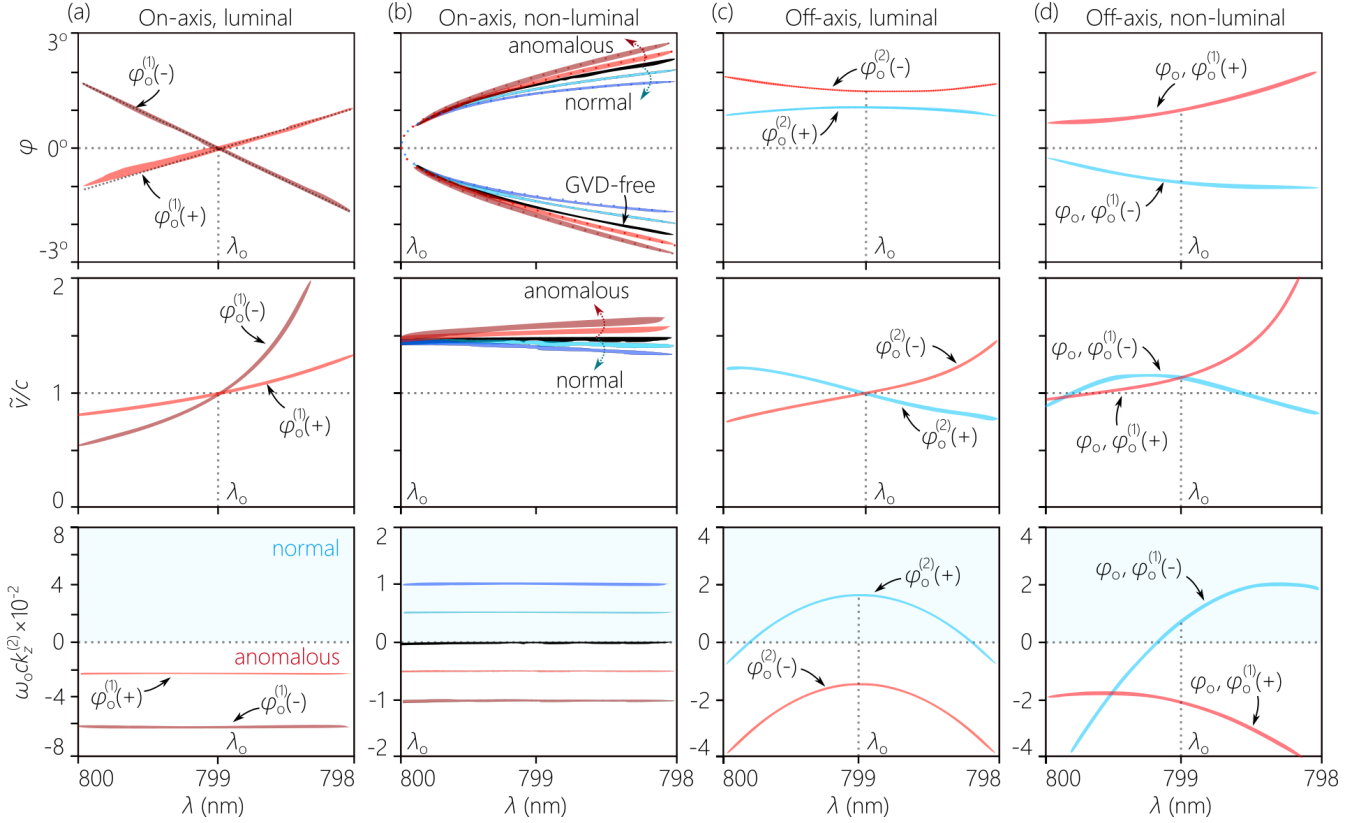 (a) On-axis, luminal
(b) On-axis, non-luminal
(c) Off-axis, luminal
(d) Off-axis, non-luminal
3°
0°
-3°
φ
φₒ⁽¹⁾(-)
φₒ⁽¹⁾(+)
λₒ
anomalous
normal
GVD-free
λₒ
φₒ⁽²⁾(-)
φₒ⁽²⁾(+)
λₒ
φₒ, φₒ⁽¹⁾(+)
φₒ, φₒ⁽¹⁾(-)
λₒ
2
1
0
ṽ/c
φₒ⁽¹⁾(-)
φₒ⁽¹⁾(+)
λₒ
anomalous
normal
λₒ
φₒ⁽²⁾(-)
φₒ⁽²⁾(+)
λₒ
φₒ, φₒ⁽¹⁾(-)
φₒ, φₒ⁽¹⁾(+)
λₒ
8
4
0
-4
-8
ωₒck_z⁽²⁾×10⁻²
normal
anomalous
φₒ⁽¹⁾(+)
φₒ⁽¹⁾(-)
λₒ
2
1
0
-1
-2
λₒ
4
2
0
-2
-4
φₒ⁽²⁾(+)
φₒ⁽²⁾(-)
λₒ
4
2
0
-2
-4
φₒ, φₒ⁽¹⁾(-)
φₒ, φₒ⁽¹⁾(+)
λₒ
800 799 798
λ (nm)
800 799 798
λ (nm)
800 799 798
λ (nm)
800 799 798
λ (nm)